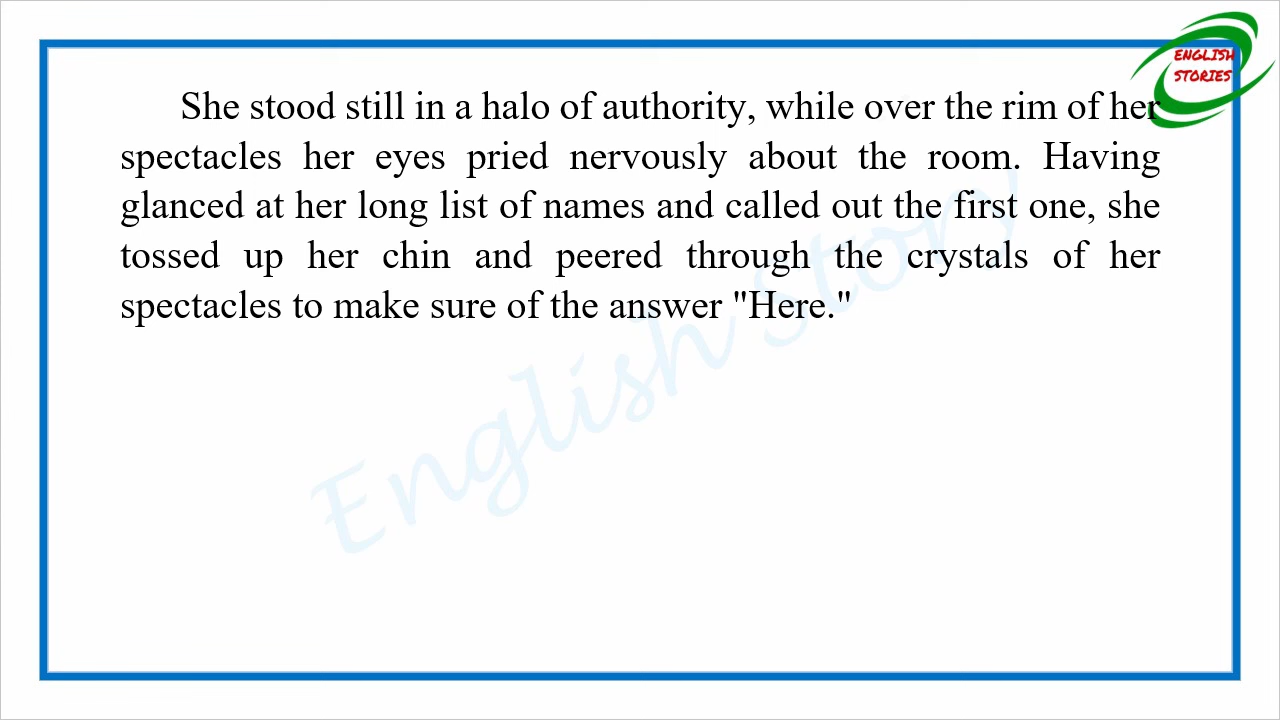 ENGLISH
STORIES
She stood still in a halo of authority, while over the rim of her
spectacles her eyes pried nervously about the room. Having
glanced at her long list of names and called out the first one, she
tossed up her chin and peered through the crystals of her
spectacles to make sure of the answer "Here."
English story